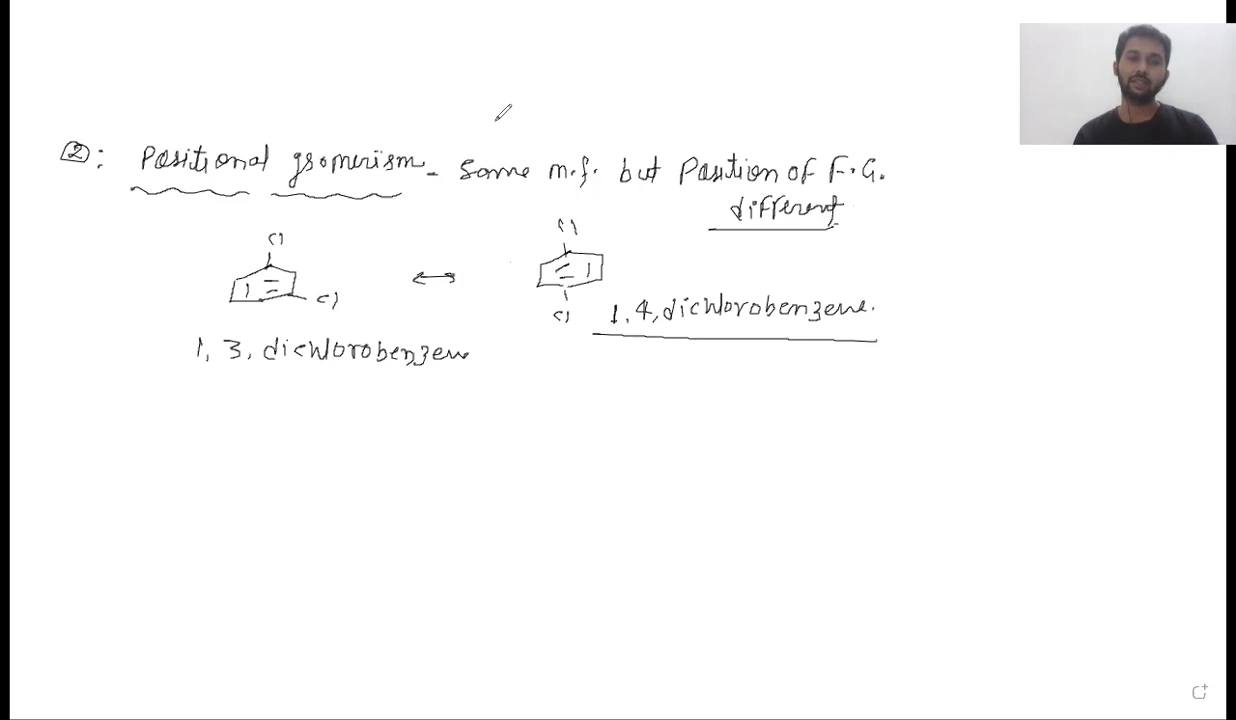 ②: Positional Isomerism - Same m.f. but Position of F.G.
different
Cl
Cl
Cl
Cl
1,4,dichlorobenzene.
1,3,dichlorobenzene